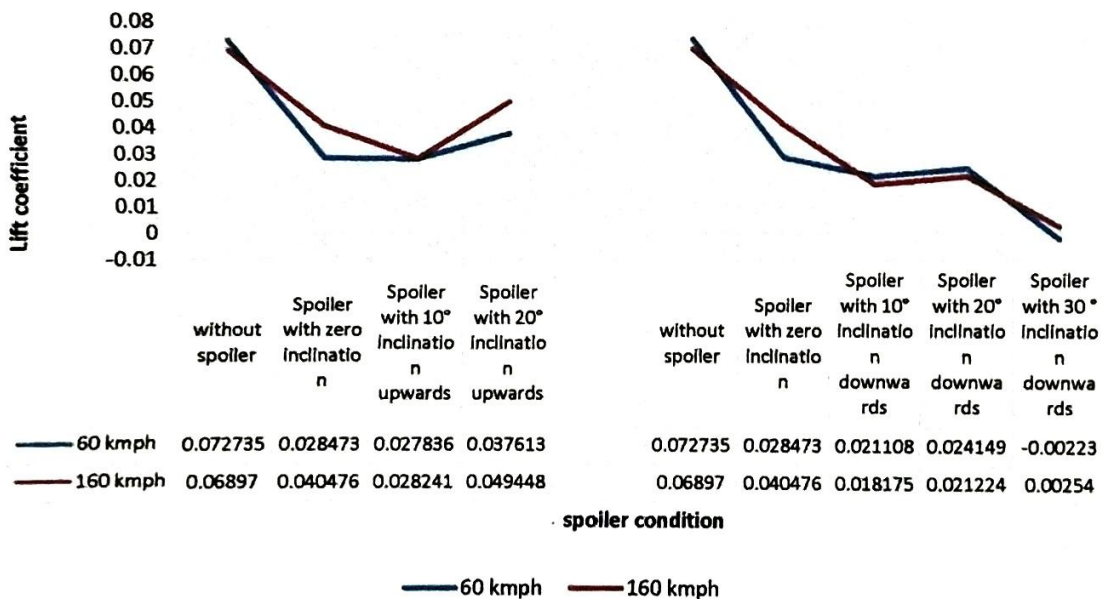 0.08
0.07
0.06
0.05
0.04
0.03
0.02
0.01
0
-0.01
Lift coefficient
without
spoiler
Spoiler
with zero
inclinatio
n
Spoiler
with 10°
inclinatio
n
upwards
Spoiler
with 20°
inclinatio
n
upwards
without
spoiler
Spoiler
with zero
inclinatio
n
Spoiler
with 10°
inclinatio
n
downwa
rds
Spoiler
with 20°
inclinatio
n
downwa
rds
Spoiler
with 30 °
inclinatio
n
downwa
rds
60 kmph 0.072735 0.028473 0.027836 0.037613 0.072735 0.028473 0.021108 0.024149 -0.00223
160 kmph 0.06897 0.040476 0.028241 0.049448 0.06897 0.040476 0.018175 0.021224 0.00254
spoiler condition
60 kmph 160 kmph